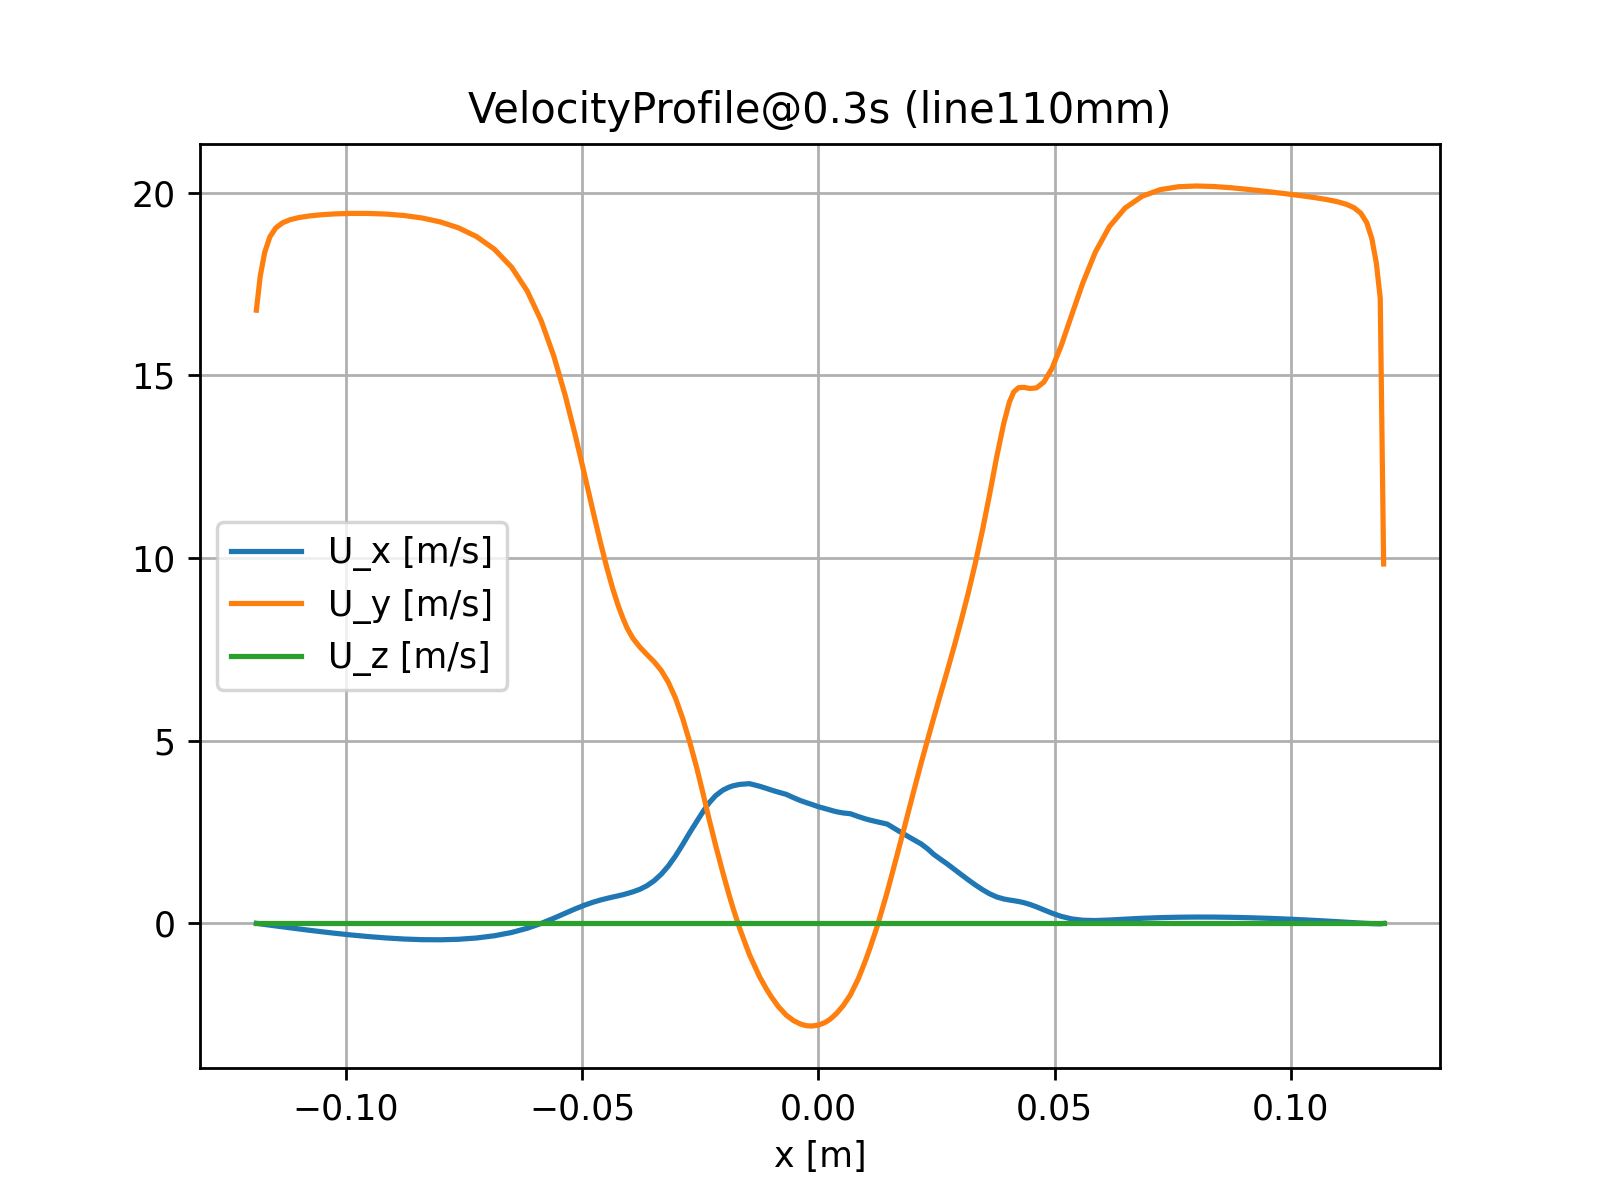 VelocityProfile@0.3s (line110mm)
20
15
10
5
0
U_x [m/s]
U_y [m/s]
U_z [m/s]
−0.10 −0.05 0.00 0.05 0.10
x [m]